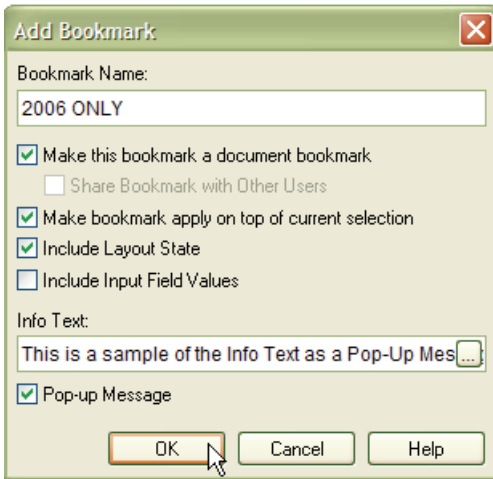 Add Bookmark
Bookmark Name:
2006 ONLY
Make this bookmark a document bookmark
Share Bookmark with Other Users
Make bookmark apply on top of current selection
Include Layout State
Include Input Field Values
Info Text:
This is a sample of the Info Text as a Pop-Up ...
Pop-up Message
OK Cancel Help